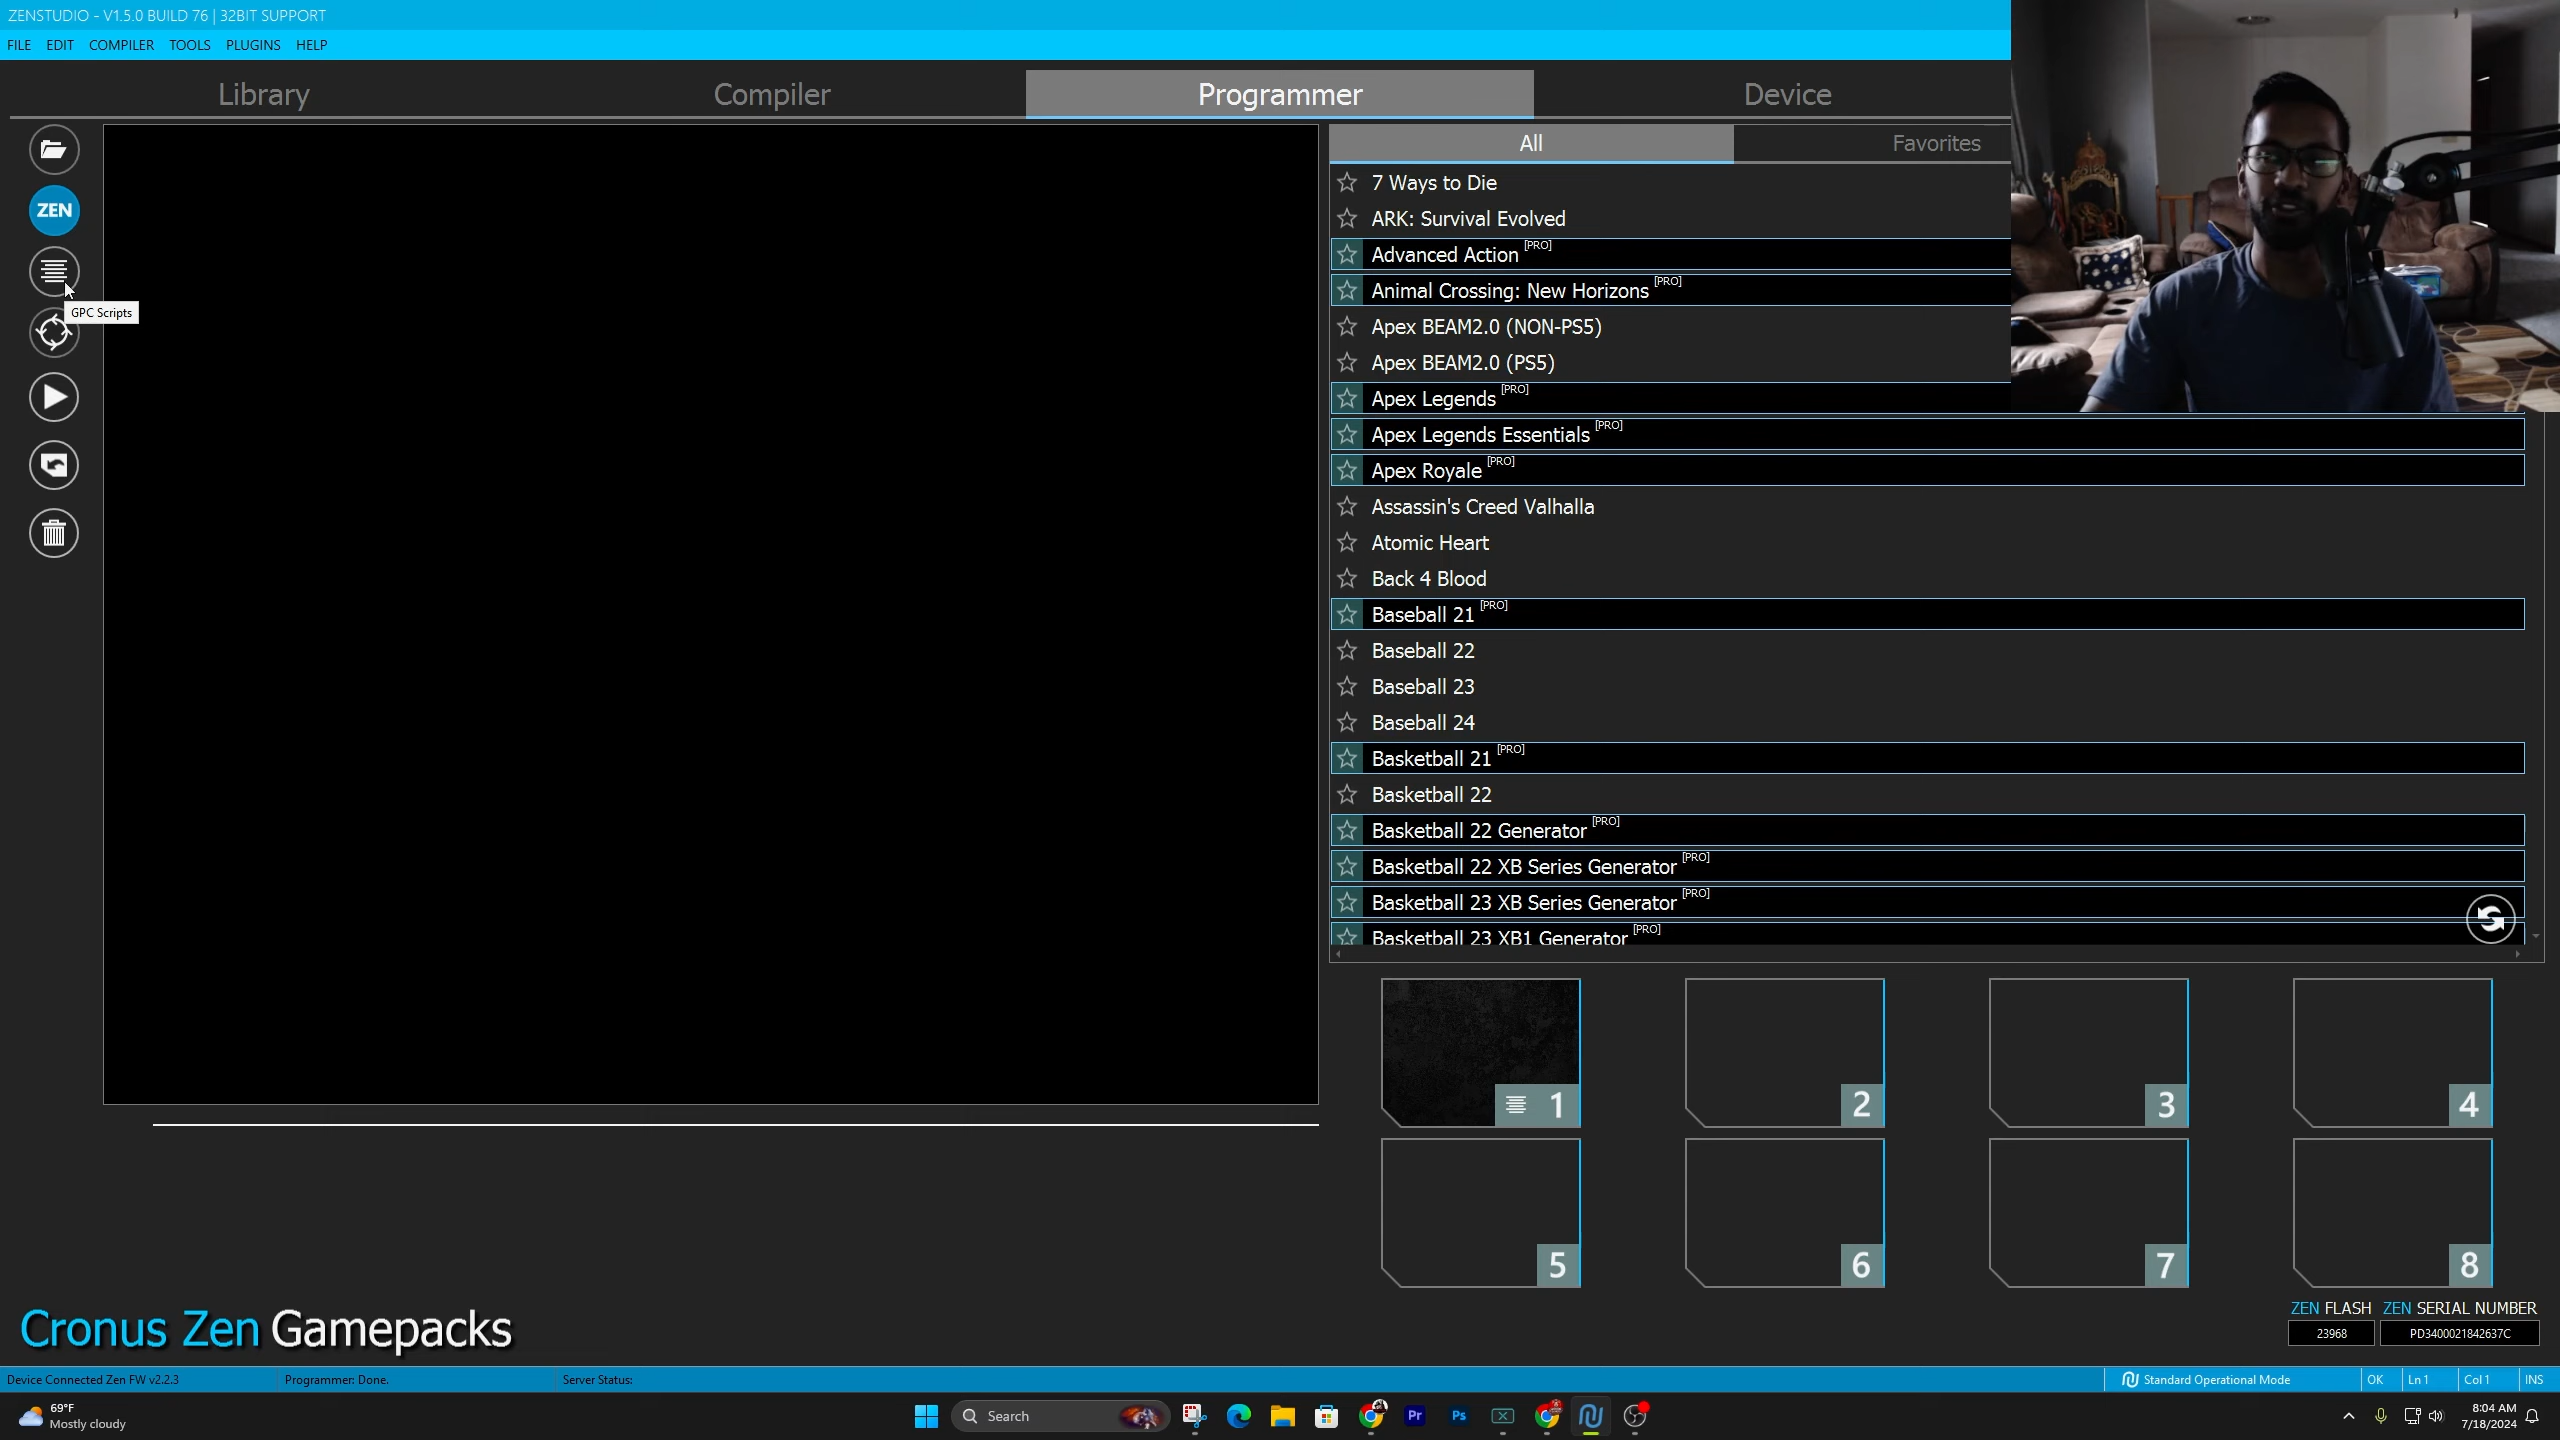 ZENSTUDIO - V1.5.0 BUILD 76 | 32BIT SUPPORT
FILE EDIT COMPILER TOOLS PLUGINS HELP
Library Compiler Programmer Device
All Favorites
ZEN
GPC Scripts
7 Ways to Die
ARK: Survival Evolved
Advanced Action [PRO]
Animal Crossing: New Horizons [PRO]
Apex BEAM2.0 (NON-PS5)
Apex BEAM2.0 (PS5)
Apex Legends [PRO]
Apex Legends Essentials [PRO]
Apex Royale [PRO]
Assassin's Creed Valhalla
Atomic Heart
Back 4 Blood
Baseball 21 [PRO]
Baseball 22
Baseball 23
Baseball 24
Basketball 21 [PRO]
Basketball 22
Basketball 22 Generator [PRO]
Basketball 22 XB Series Generator [PRO]
Basketball 23 XB Series Generator [PRO]
Basketball 23 XB1 Generator [PRO]
1 2 3 4
5 6 7 8
Cronus Zen Gamepacks
ZEN FLASH ZEN SERIAL NUMBER
23968 PD3400021842637C
Device Connected Zen FW v2.2.3 Programmer: Done. Server Status: Standard Operational Mode OK Ln 1 Col 1 INS
69°F
Mostly cloudy
Search
Pr Ps
8:04 AM
7/18/2024